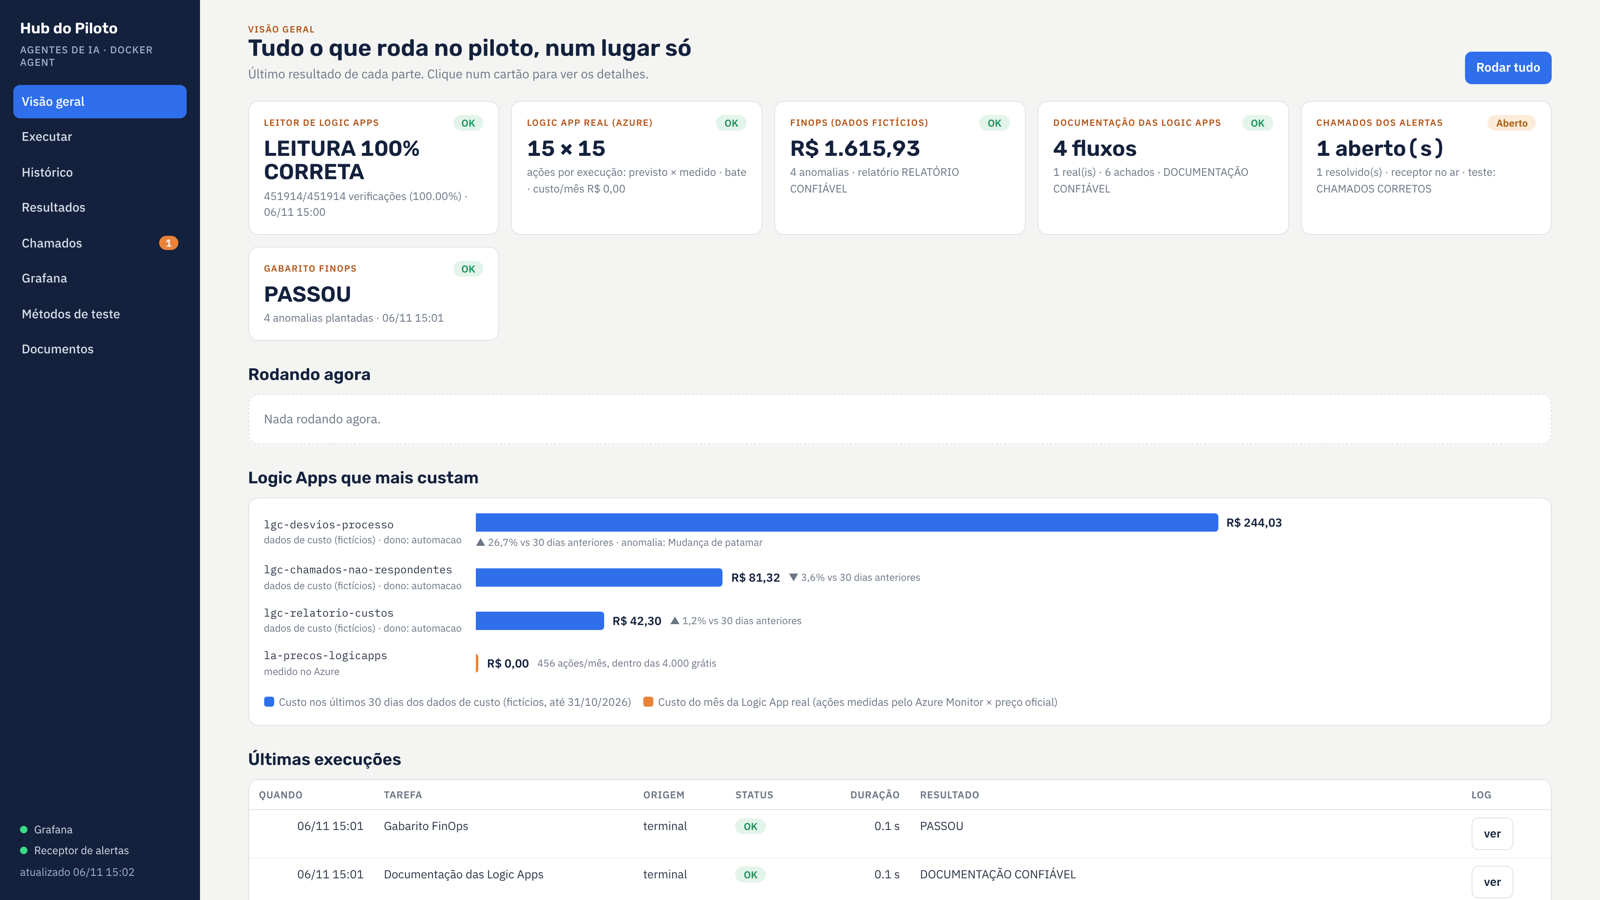 Hub do Piloto
AGENTES DE IA · DOCKER
AGENT
Visão geral
Executar
Histórico
Resultados
Chamados 1
Grafana
Métodos de teste
Documentos
Grafana
Receptor de alertas
atualizado 06/11 15:02
VISÃO GERAL
Tudo o que roda no piloto, num lugar só
Último resultado de cada parte. Clique num cartão para ver os detalhes.
Rodar tudo
LEITOR DE LOGIC APPS OK
LEITURA 100%
CORRETA
451914/451914 verificações (100.00%) ·
06/11 15:00
LOGIC APP REAL (AZURE) OK
15 × 15
ações por execução: previsto × medido · bate
· custo/mês R$ 0,00
FINOPS (DADOS FICTÍCIOS) OK
R$ 1.615,93
4 anomalias · relatório RELATÓRIO
CONFIÁVEL
DOCUMENTAÇÃO DAS LOGIC APPS OK
4 fluxos
1 real(is) · 6 achados · DOCUMENTAÇÃO
CONFIÁVEL
CHAMADOS DOS ALERTAS Aberto
1 aberto(s)
1 resolvido(s) · receptor no ar · teste:
CHAMADOS CORRETOS
GABARITO FINOPS OK
PASSOU
4 anomalias plantadas · 06/11 15:01
Rodando agora
Nada rodando agora.
Logic Apps que mais custam
lgc-desvios-processo
dados de custo (fictícios) · dono: automacao
R$ 244,03
▲ 26,7% vs 30 dias anteriores · anomalia: Mudança de patamar
lgc-chamados-nao-respondentes
dados de custo (fictícios) · dono: automacao
R$ 81,32 ▼ 3,6% vs 30 dias anteriores
lgc-relatorio-custos
dados de custo (fictícios) · dono: automacao
R$ 42,30 ▲ 1,2% vs 30 dias anteriores
la-precos-logicapps
medido no Azure
R$ 0,00 456 ações/mês, dentro das 4.000 grátis
Custo nos últimos 30 dias dos dados de custo (fictícios, até 31/10/2026) Custo do mês da Logic App real (ações medidas pelo Azure Monitor × preço oficial)
Últimas execuções
QUANDO TAREFA ORIGEM STATUS DURAÇÃO RESULTADO LOG
06/11 15:01 Gabarito FinOps terminal OK 0.1 s PASSOU ver
06/11 15:01 Documentação das Logic Apps terminal OK 0.1 s DOCUMENTAÇÃO CONFIÁVEL ver